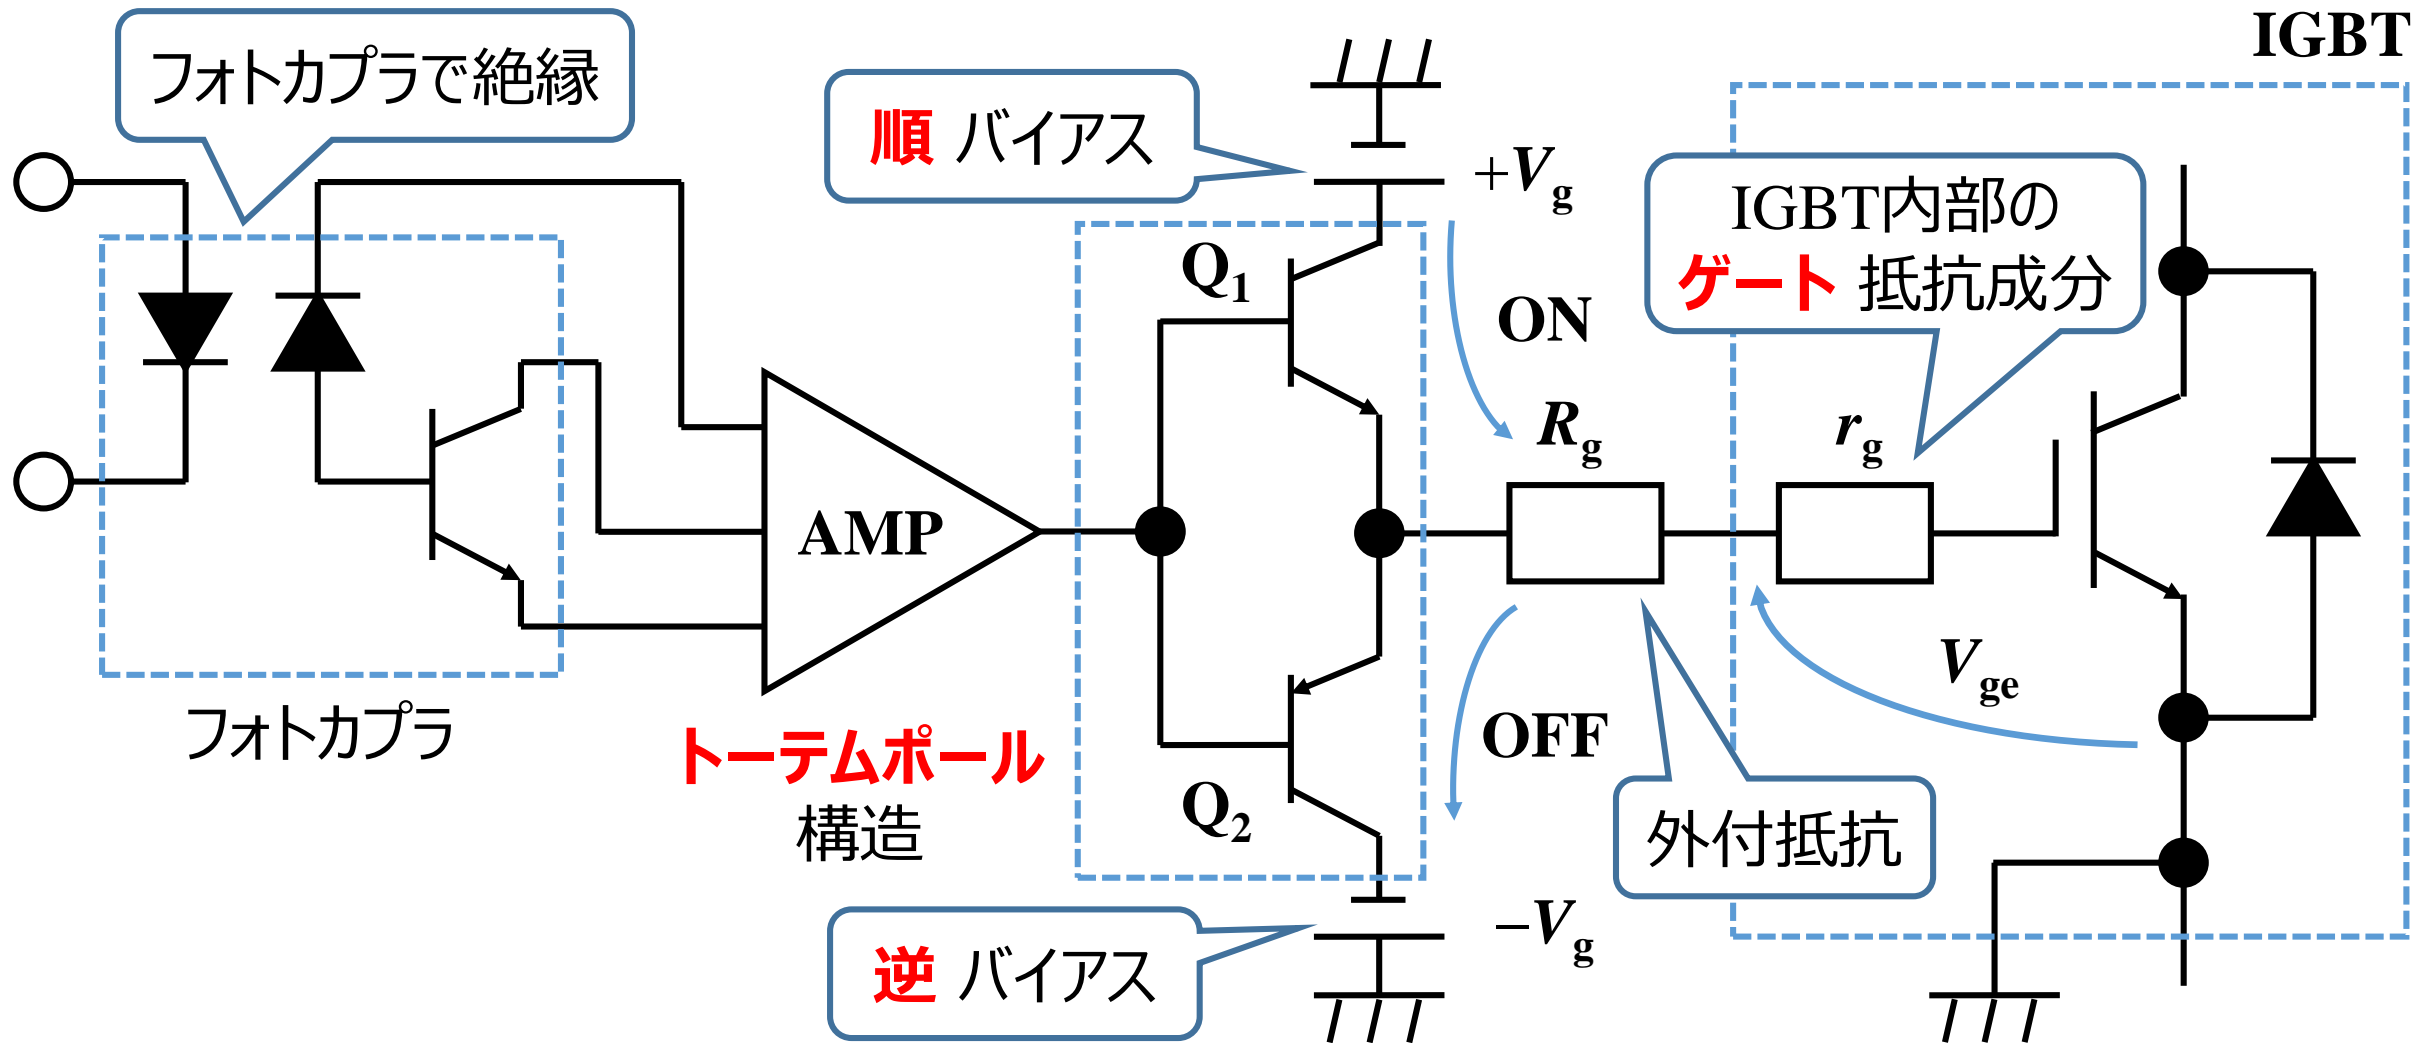 IGBT
フォトカプラで絶縁
順 バイアス
+Vg
IGBT内部の
ゲート 抵抗成分
Q1
ON
Rg
rg
AMP
フォトカプラ
トーテムポール
構造
Q2
OFF
Vge
外付抵抗
逆 バイアス
−Vg